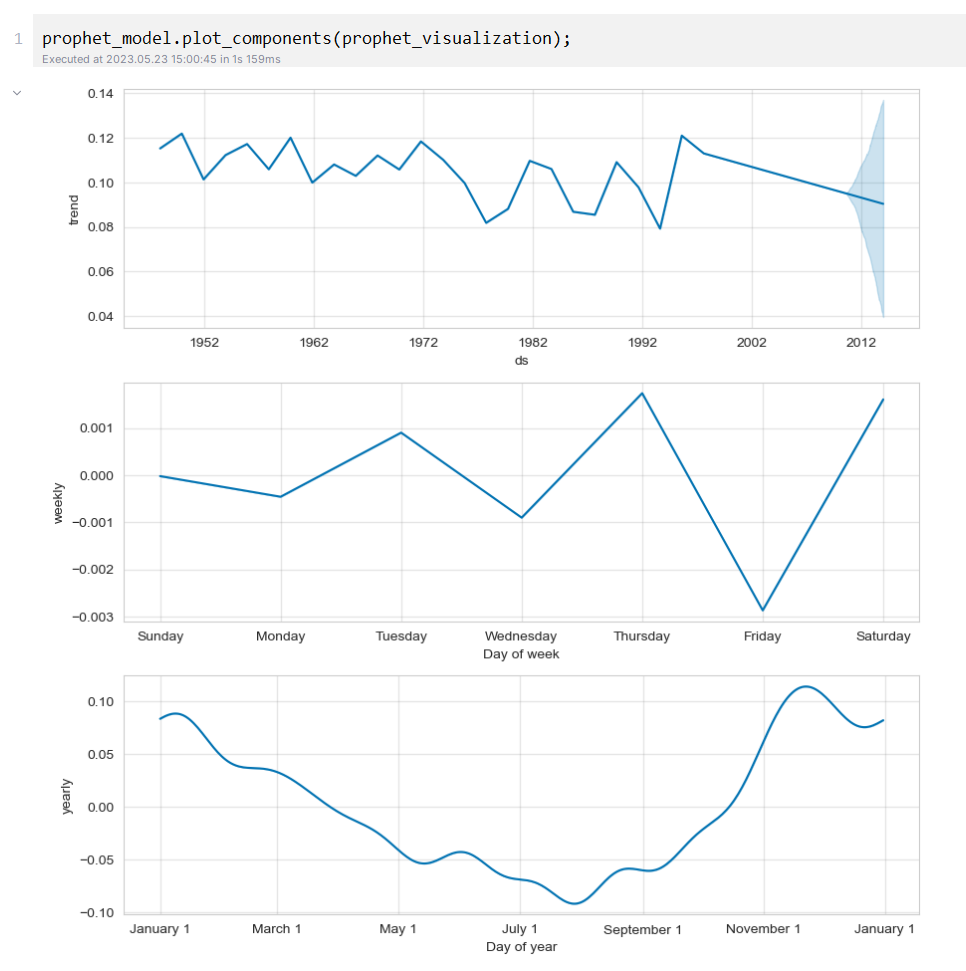 1 prophet_model.plot_components(prophet_visualization);
Executed at 2023.05.23 15:00:45 in 1s 159ms
0.14
0.12
0.10
0.08
0.06
0.04
trend
1952 1962 1972 1982 1992 2002 2012
ds
0.001
0.000
−0.001
−0.002
−0.003
weekly
Sunday Monday Tuesday Wednesday Thursday Friday Saturday
Day of week
0.10
0.05
0.00
−0.05
−0.10
yearly
January 1 March 1 May 1 July 1 September 1 November 1 January 1
Day of year